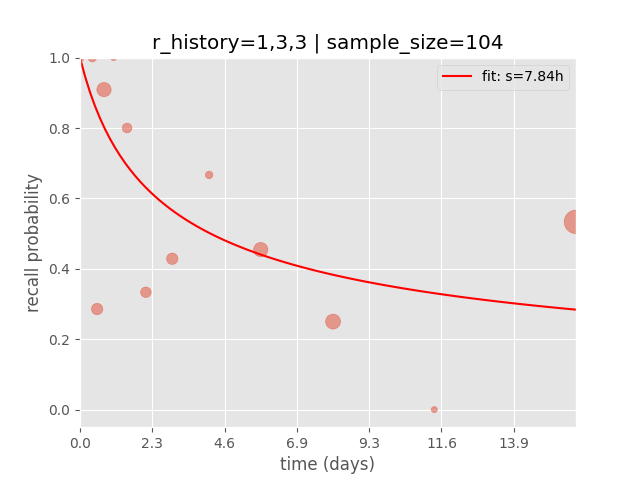 r_history=1,3,3 | sample_size=104
fit: s=7.84h
recall probability
1.0
0.8
0.6
0.4
0.2
0.0
0.0 2.3 4.6 6.9 9.3 11.6 13.9
time (days)